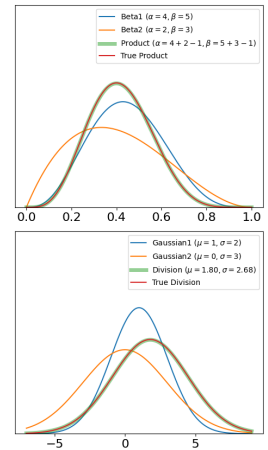 Beta1 (α = 4, β = 5)
Beta2 (α = 2, β = 3)
Product (α = 4 + 2 − 1, β = 5 + 3 − 1)
True Product
0.0 0.2 0.4 0.6 0.8 1.0
Gaussian1 (μ = 1, σ = 2)
Gaussian2 (μ = 0, σ = 3)
Division (μ = 1.80, σ = 2.68)
True Division
−5 0 5